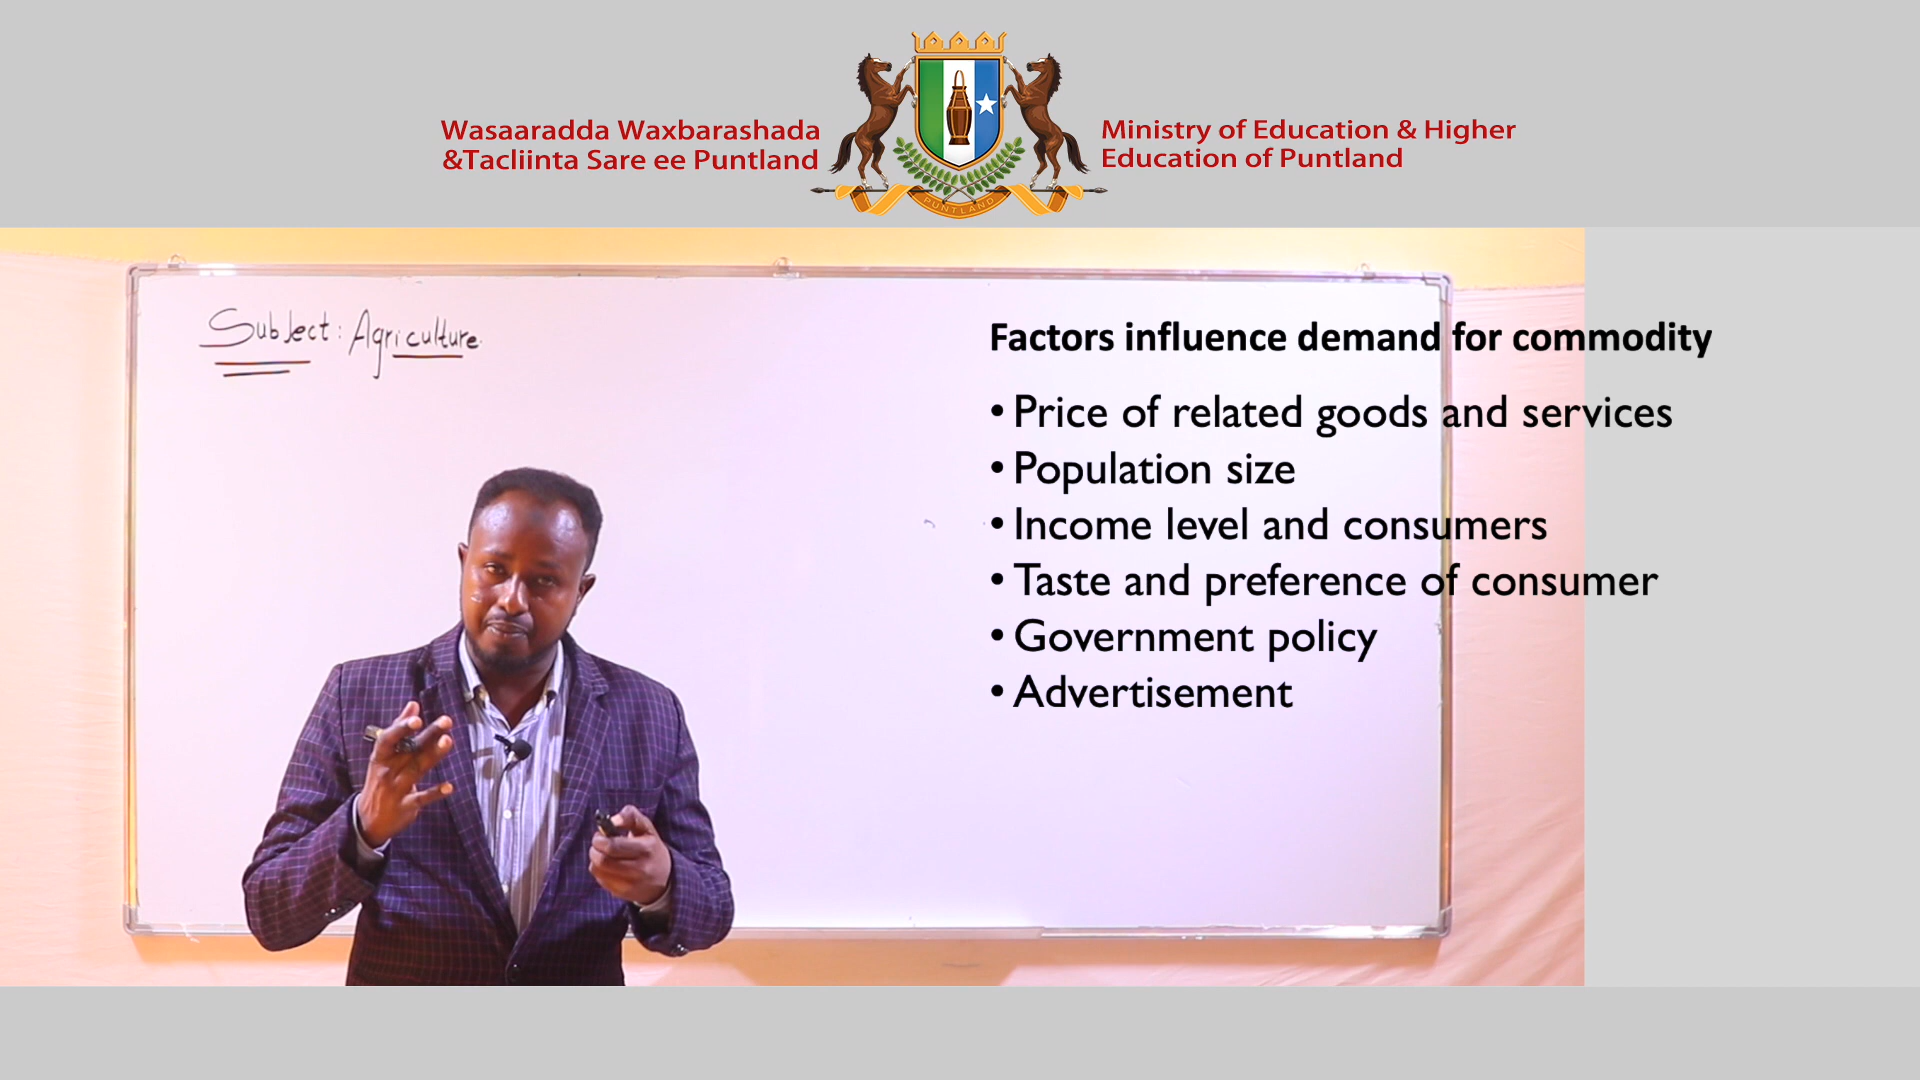 Wasaaradda Waxbarashada
&Tacliinta Sare ee Puntland
Ministry of Education & Higher
Education of Puntland
PUNTLAND
Subject: Agriculture
Factors influence demand for commodity
• Price of related goods and services
• Population size
• Income level and consumers
• Taste and preference of consumer
• Government policy
• Advertisement